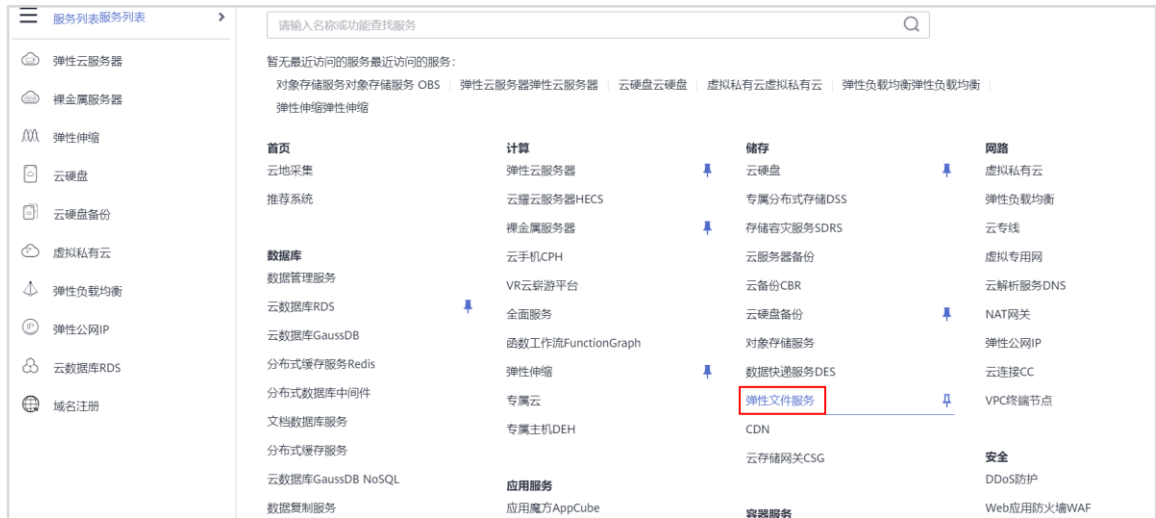 服务列表服务列表
弹性云服务器
裸金属服务器
弹性伸缩
云硬盘
云硬盘备份
虚拟私有云
弹性负载均衡
弹性公网IP
云数据库RDS
域名注册
请输入名称或功能查找服务
暂无最近访问的服务最近访问的服务：
对象存储服务对象存储服务 OBS
弹性云服务器弹性云服务器
云硬盘云硬盘
虚拟私有云虚拟私有云
弹性负载均衡弹性负载均衡
弹性伸缩弹性伸缩
首页
云地采集
推荐系统
数据库
数据管理服务
云数据库RDS
云数据库GaussDB
分布式缓存服务Redis
分布式数据库中间件
文档数据库服务
分布式缓存服务
云数据库GaussDB NoSQL
数据复制服务
计算
弹性云服务器
云耀云服务器HECS
裸金属服务器
云手机CPH
VR云崭游平台
全面服务
函数工作流FunctionGraph
弹性伸缩
专属云
专属主机DEH
应用服务
应用魔方AppCube
储存
云硬盘
专属分布式存储DSS
存储容灾服务SDRS
云服务器备份
云备份CBR
云硬盘备份
对象存储服务
数据快递服务DES
弹性文件服务
CDN
云存储网关CSG
容器服务
网路
虚拟私有云
弹性负载均衡
云专线
虚拟专用网
云解析服务DNS
NAT网关
弹性公网IP
云连接CC
VPC终端节点
安全
DDoS防护
Web应用防火墙WAF